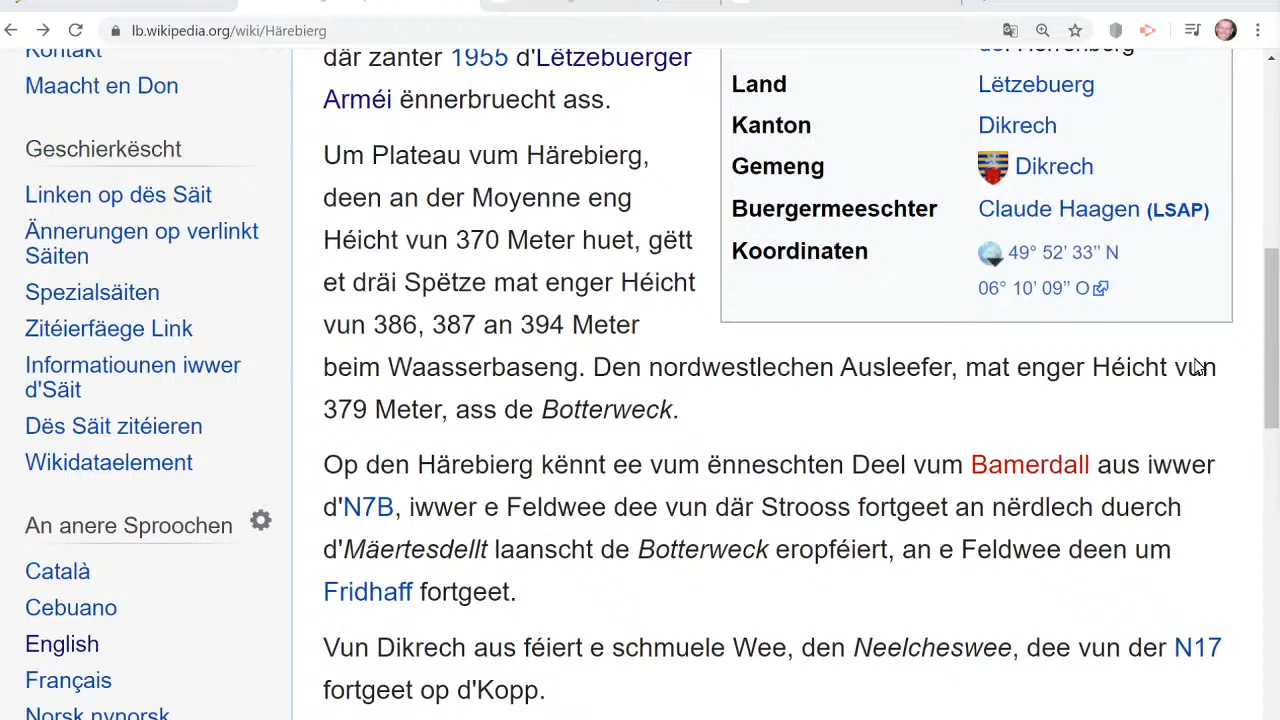 lb.wikipedia.org/wiki/Härebierg
Kontakt
Maacht en Don
Geschierkëscht
Linken op dës Säit
Ännerungen op verlinkt
Säiten
Spezialsäiten
Zitéierfäege Link
Informatiounen iwwer
d'Säit
Dës Säit zitéieren
Wikidataelement
An anere Sproochen
Català
Cebuano
English
Français
Norsk nynorsk
där zanter 1955 d'Lëtzebuerger
Arméi ënnerbruecht ass.
Um Plateau vum Härebierg,
deen an der Moyenne eng
Héicht vun 370 Meter huet, gëtt
et dräi Spëtze mat enger Héicht
vun 386, 387 an 394 Meter
beim Waasserbaseng. Den nordwestlechen Ausleefer, mat enger Héicht vun
379 Meter, ass de Botterweck.
Op den Härebierg kënnt ee vum ënneschten Deel vum Bamerdall aus iwwer
d'N7B, iwwer e Feldwee dee vun där Strooss fortgeet an nërdlech duerch
d'Mäertesdellt laanscht de Botterweck eropféiert, an e Feldwee deen um
Fridhaff fortgeet.
Vun Dikrech aus féiert e schmuele Wee, den Neelcheswee, dee vun der N17
fortgeet op d'Kopp.
de: Herrenberg
Land Lëtzebuerg
Kanton Dikrech
Gemeng Dikrech
Buergermeeschter Claude Haagen (LSAP)
Koordinaten 49° 52' 33'' N
06° 10' 09'' O